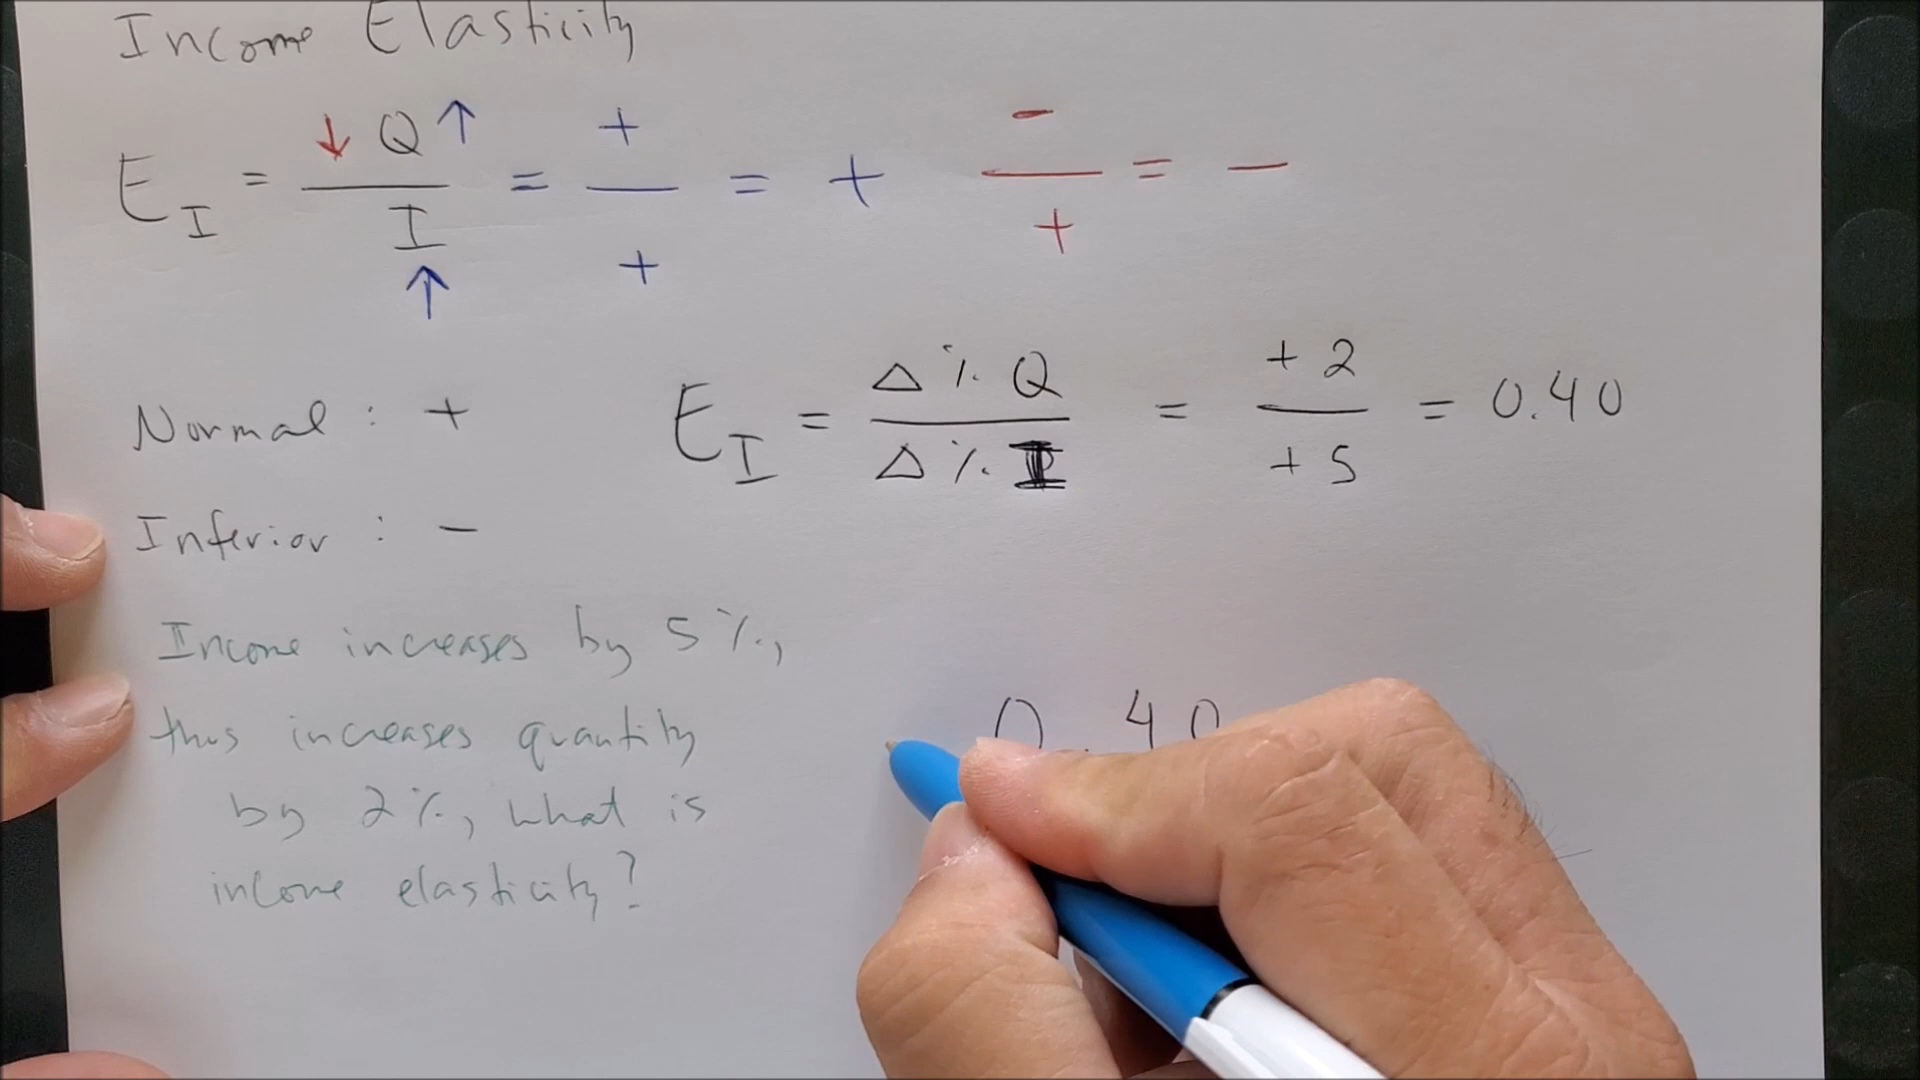 Income Elasticity
E_I = ↓Q↑ / I↑ = + / + = +   - / + = -
Normal : +
E_I = Δ%Q / Δ%I = +2 / +5 = 0.40
Inferior : -
Income increases by 5%,
thus increases quantity
by 2%, what is
income elasticity?
0.40